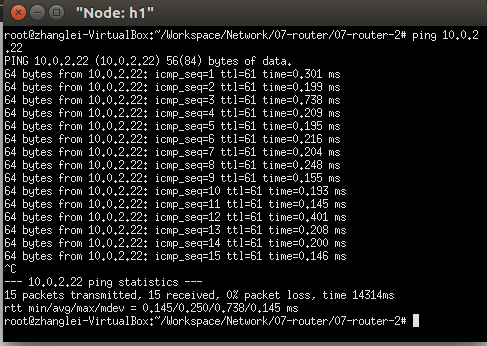 "Node: h1"
root@zhanglei-VirtualBox:~/Workspace/Network/07-router/07-router-2# ping 10.0.2
.22
PING 10.0.2.22 (10.0.2.22) 56(84) bytes of data.
64 bytes from 10.0.2.22: icmp_seq=1 ttl=61 time=0.301 ms
64 bytes from 10.0.2.22: icmp_seq=2 ttl=61 time=0.199 ms
64 bytes from 10.0.2.22: icmp_seq=3 ttl=61 time=0.738 ms
64 bytes from 10.0.2.22: icmp_seq=4 ttl=61 time=0.209 ms
64 bytes from 10.0.2.22: icmp_seq=5 ttl=61 time=0.195 ms
64 bytes from 10.0.2.22: icmp_seq=6 ttl=61 time=0.216 ms
64 bytes from 10.0.2.22: icmp_seq=7 ttl=61 time=0.204 ms
64 bytes from 10.0.2.22: icmp_seq=8 ttl=61 time=0.248 ms
64 bytes from 10.0.2.22: icmp_seq=9 ttl=61 time=0.155 ms
64 bytes from 10.0.2.22: icmp_seq=10 ttl=61 time=0.193 ms
64 bytes from 10.0.2.22: icmp_seq=11 ttl=61 time=0.145 ms
64 bytes from 10.0.2.22: icmp_seq=12 ttl=61 time=0.401 ms
64 bytes from 10.0.2.22: icmp_seq=13 ttl=61 time=0.208 ms
64 bytes from 10.0.2.22: icmp_seq=14 ttl=61 time=0.200 ms
64 bytes from 10.0.2.22: icmp_seq=15 ttl=61 time=0.146 ms
^C
--- 10.0.2.22 ping statistics ---
15 packets transmitted, 15 received, 0% packet loss, time 14314ms
rtt min/avg/max/mdev = 0.145/0.250/0.738/0.145 ms
root@zhanglei-VirtualBox:~/Workspace/Network/07-router/07-router-2#